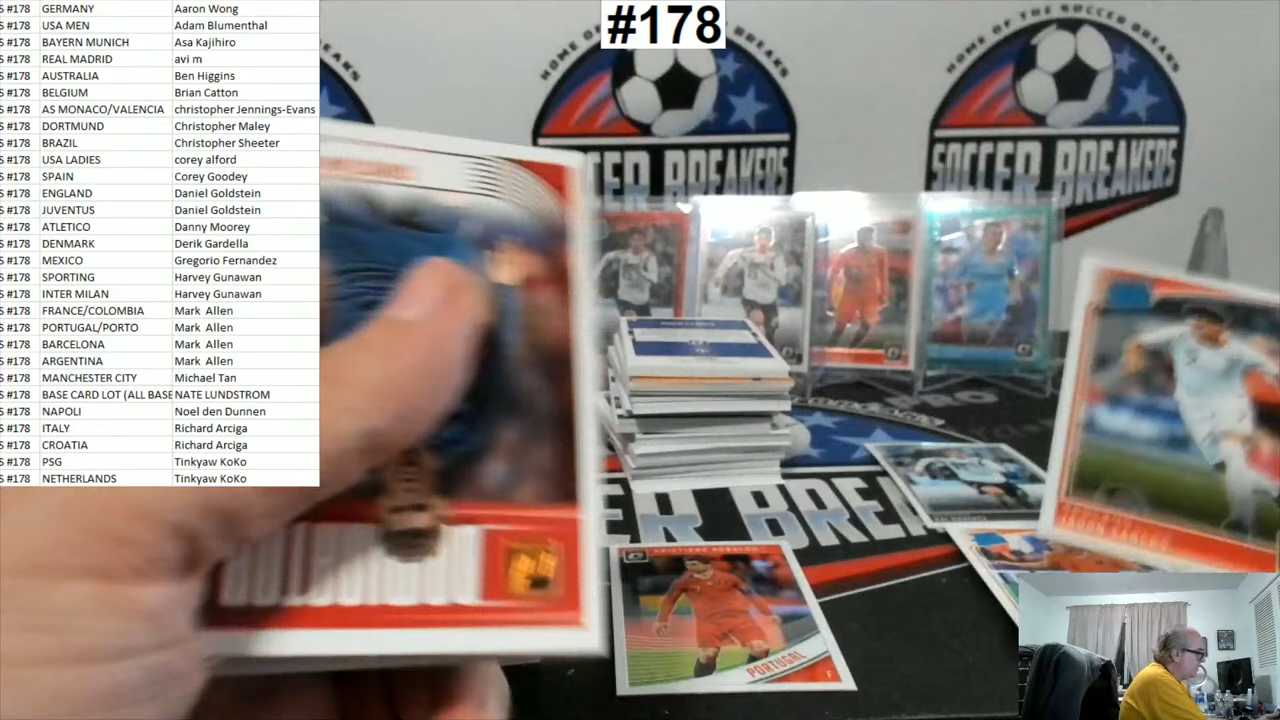 #178
S #178 GERMANY Aaron Wong
S #178 USA MEN Adam Blumenthal
S #178 BAYERN MUNICH Asa Kajihiro
S #178 REAL MADRID avi m
S #178 AUSTRALIA Ben Higgins
S #178 BELGIUM Brian Catton
S #178 AS MONACO/VALENCIA christopher Jennings-Evans
S #178 DORTMUND Christopher Maley
S #178 BRAZIL Christopher Sheeter
S #178 USA LADIES corey alford
S #178 SPAIN Corey Goodey
S #178 ENGLAND Daniel Goldstein
S #178 JUVENTUS Daniel Goldstein
S #178 ATLETICO Danny Moorey
S #178 DENMARK Derik Gardella
S #178 MEXICO Gregorio Fernandez
S #178 SPORTING Harvey Gunawan
S #178 INTER MILAN Harvey Gunawan
S #178 FRANCE/COLOMBIA Mark Allen
S #178 PORTUGAL/PORTO Mark Allen
S #178 BARCELONA Mark Allen
S #178 ARGENTINA Mark Allen
S #178 MANCHESTER CITY Michael Tan
S #178 BASE CARD LOT (ALL BASE NATE LUNDSTROM
S #178 NAPOLI Noel den Dunnen
S #178 ITALY Richard Arciga
S #178 CROATIA Richard Arciga
S #178 PSG Tinkyaw KoKo
S #178 NETHERLANDS Tinkyaw KoKo
HOME OF THE SOCCER BREAKS
SOCCER BREAKERS
HOME OF THE SOCCER BREAKS
SOCCER BREAKERS
ER BREA
CRISTIANO RONALDO
PORTUGAL
F